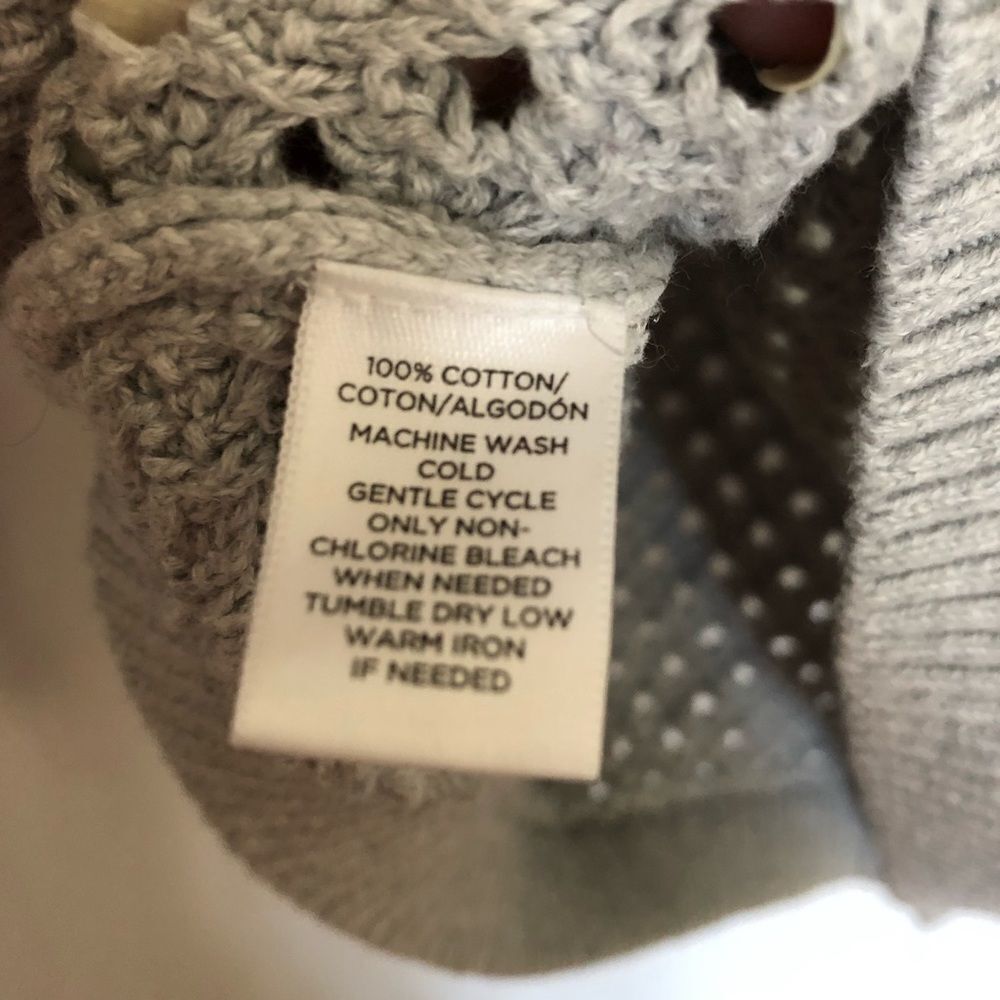 100% COTTON/
COTON/ALGODÓN
MACHINE WASH
COLD
GENTLE CYCLE
ONLY NON-
CHLORINE BLEACH
WHEN NEEDED
TUMBLE DRY LOW
WARM IRON
IF NEEDED